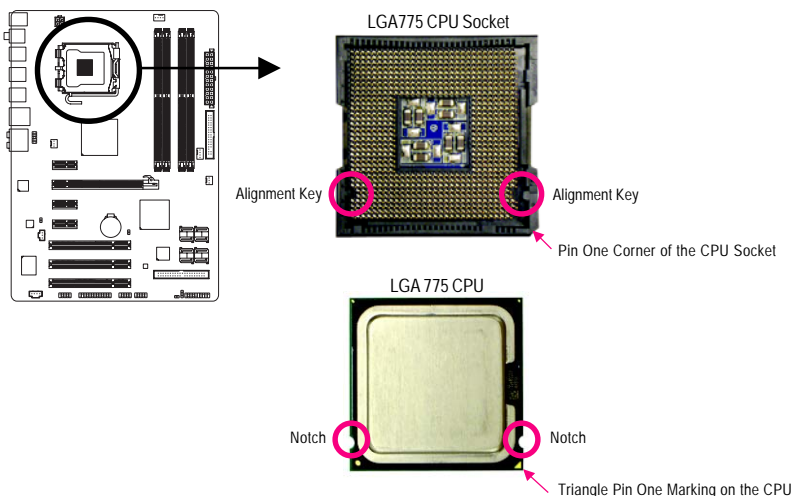 LGA775 CPU Socket
Alignment Key
Alignment Key
Pin One Corner of the CPU Socket
LGA 775 CPU
Notch
Notch
Triangle Pin One Marking on the CPU